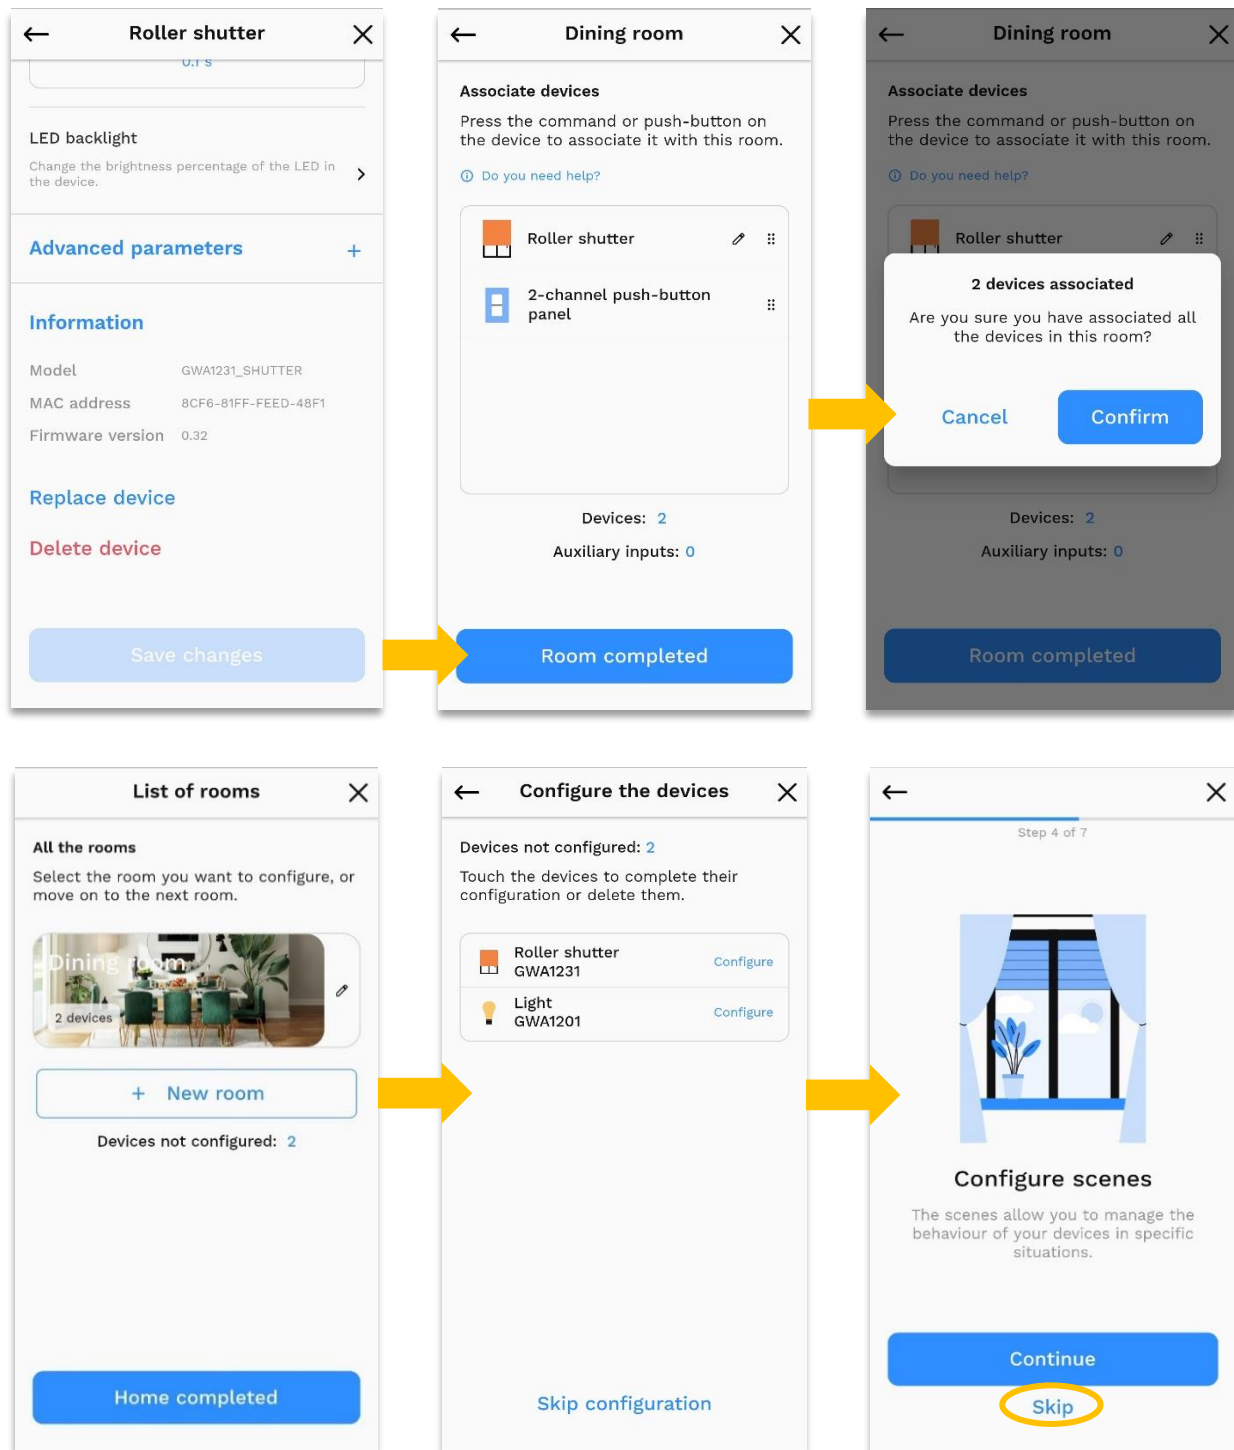 Roller shutter
0.1 s
LED backlight
Change the brightness percentage of the LED in
the device.
Advanced parameters
Information
Model GWA1231_SHUTTER
MAC address 8CF6-81FF-FEED-48F1
Firmware version 0.32
Replace device
Delete device
Save changes
Dining room
Associate devices
Press the command or push-button on
the device to associate it with this room.
Do you need help?
Roller shutter
2-channel push-button
panel
Devices: 2
Auxiliary inputs: 0
Room completed
Dining room
Associate devices
Press the command or push-button on
the device to associate it with this room.
Do you need help?
Roller shutter
2 devices associated
Are you sure you have associated all
the devices in this room?
Cancel Confirm
Devices: 2
Auxiliary inputs: 0
Room completed
List of rooms
All the rooms
Select the room you want to configure, or
move on to the next room.
Dining room
2 devices
+ New room
Devices not configured: 2
Home completed
Configure the devices
Devices not configured: 2
Touch the devices to complete their
configuration or delete them.
Roller shutter
GWA1231
Configure
Light
GWA1201
Configure
Skip configuration
Step 4 of 7
Configure scenes
The scenes allow you to manage the
behaviour of your devices in specific
situations.
Continue
Skip